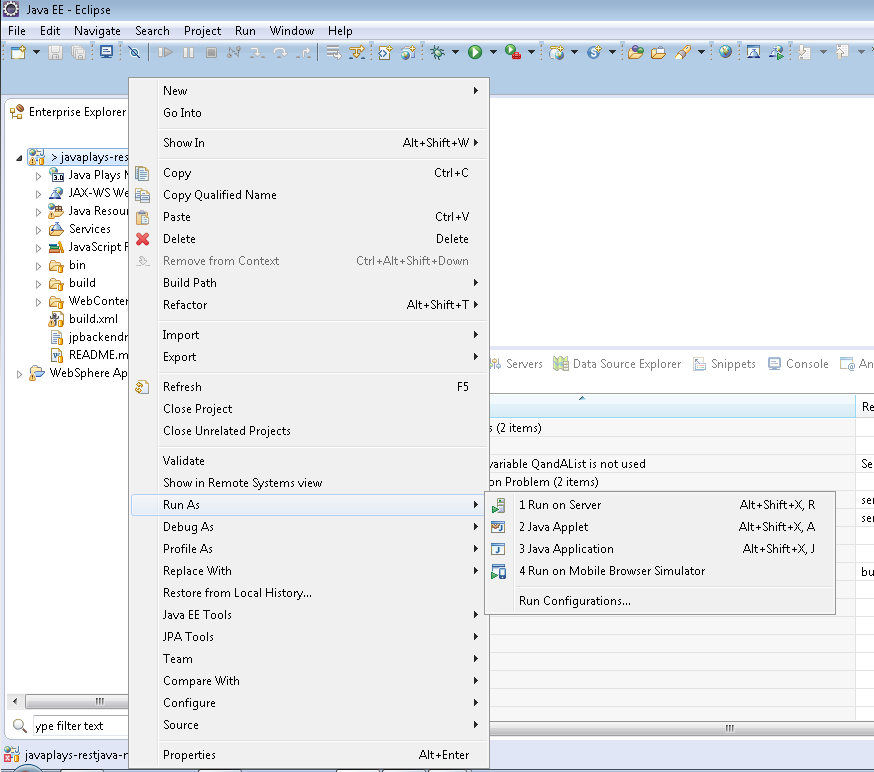 Java EE - Eclipse
File Edit Navigate Search Project Run Window Help
Enterprise Explorer
> javaplays-res
Java Plays
JAX-WS We
Java Resou
Services
JavaScript
bin
build
WebConten
build.xml
jpbackend
README.m
WebSphere Ap
ype filter text
javaplays-restjava-r
New
Go Into
Show In Alt+Shift+W
Copy Ctrl+C
Copy Qualified Name
Paste Ctrl+V
Delete Delete
Remove from Context Ctrl+Alt+Shift+Down
Build Path
Refactor Alt+Shift+T
Import
Export
Refresh F5
Close Project
Close Unrelated Projects
Validate
Show in Remote Systems view
Run As
Debug As
Profile As
Replace With
Restore from Local History...
Java EE Tools
JPA Tools
Team
Compare With
Configure
Source
Properties Alt+Enter
1 Run on Server Alt+Shift+X, R
2 Java Applet Alt+Shift+X, A
3 Java Application Alt+Shift+X, J
4 Run on Mobile Browser Simulator
Run Configurations...
Servers Data Source Explorer Snippets Console An
Re
s (2 items)
variable QandAList is not used Se
on Problem (2 items)
ser
ser
bu